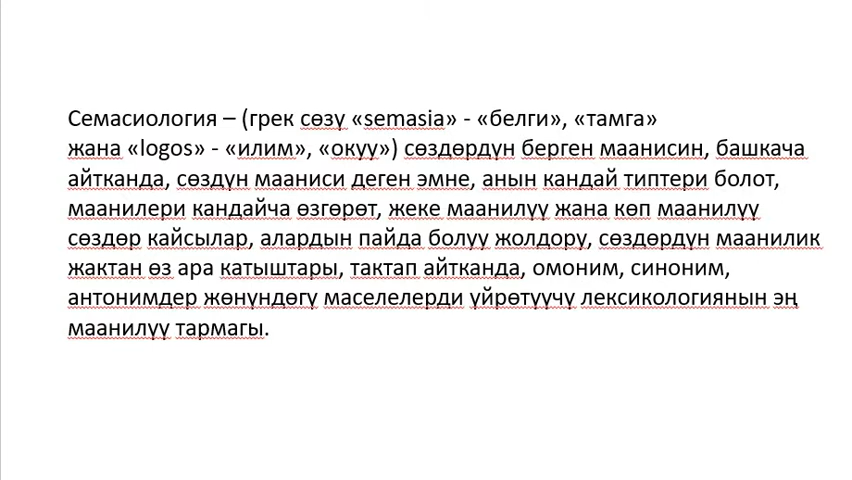 Семасиология – (грек сөзү «semasia» - «белги», «тамга»
жана «logos» - «илим», «окуу») сөздөрдүн берген маанисин, башкача
айтканда, сөздүн мааниси деген эмне, анын кандай типтери болот,
маанилери кандайча өзгөрөт, жеке маанилүү жана көп маанилүү
сөздөр кайсылар, алардын пайда болуу жолдору, сөздөрдүн маанилик
жактан өз ара катыштары, тактап айтканда, омоним, синоним,
антонимдер жөнүндөгү маселелерди үйрөтүүчү лексикологиянын эң
маанилүү тармагы.